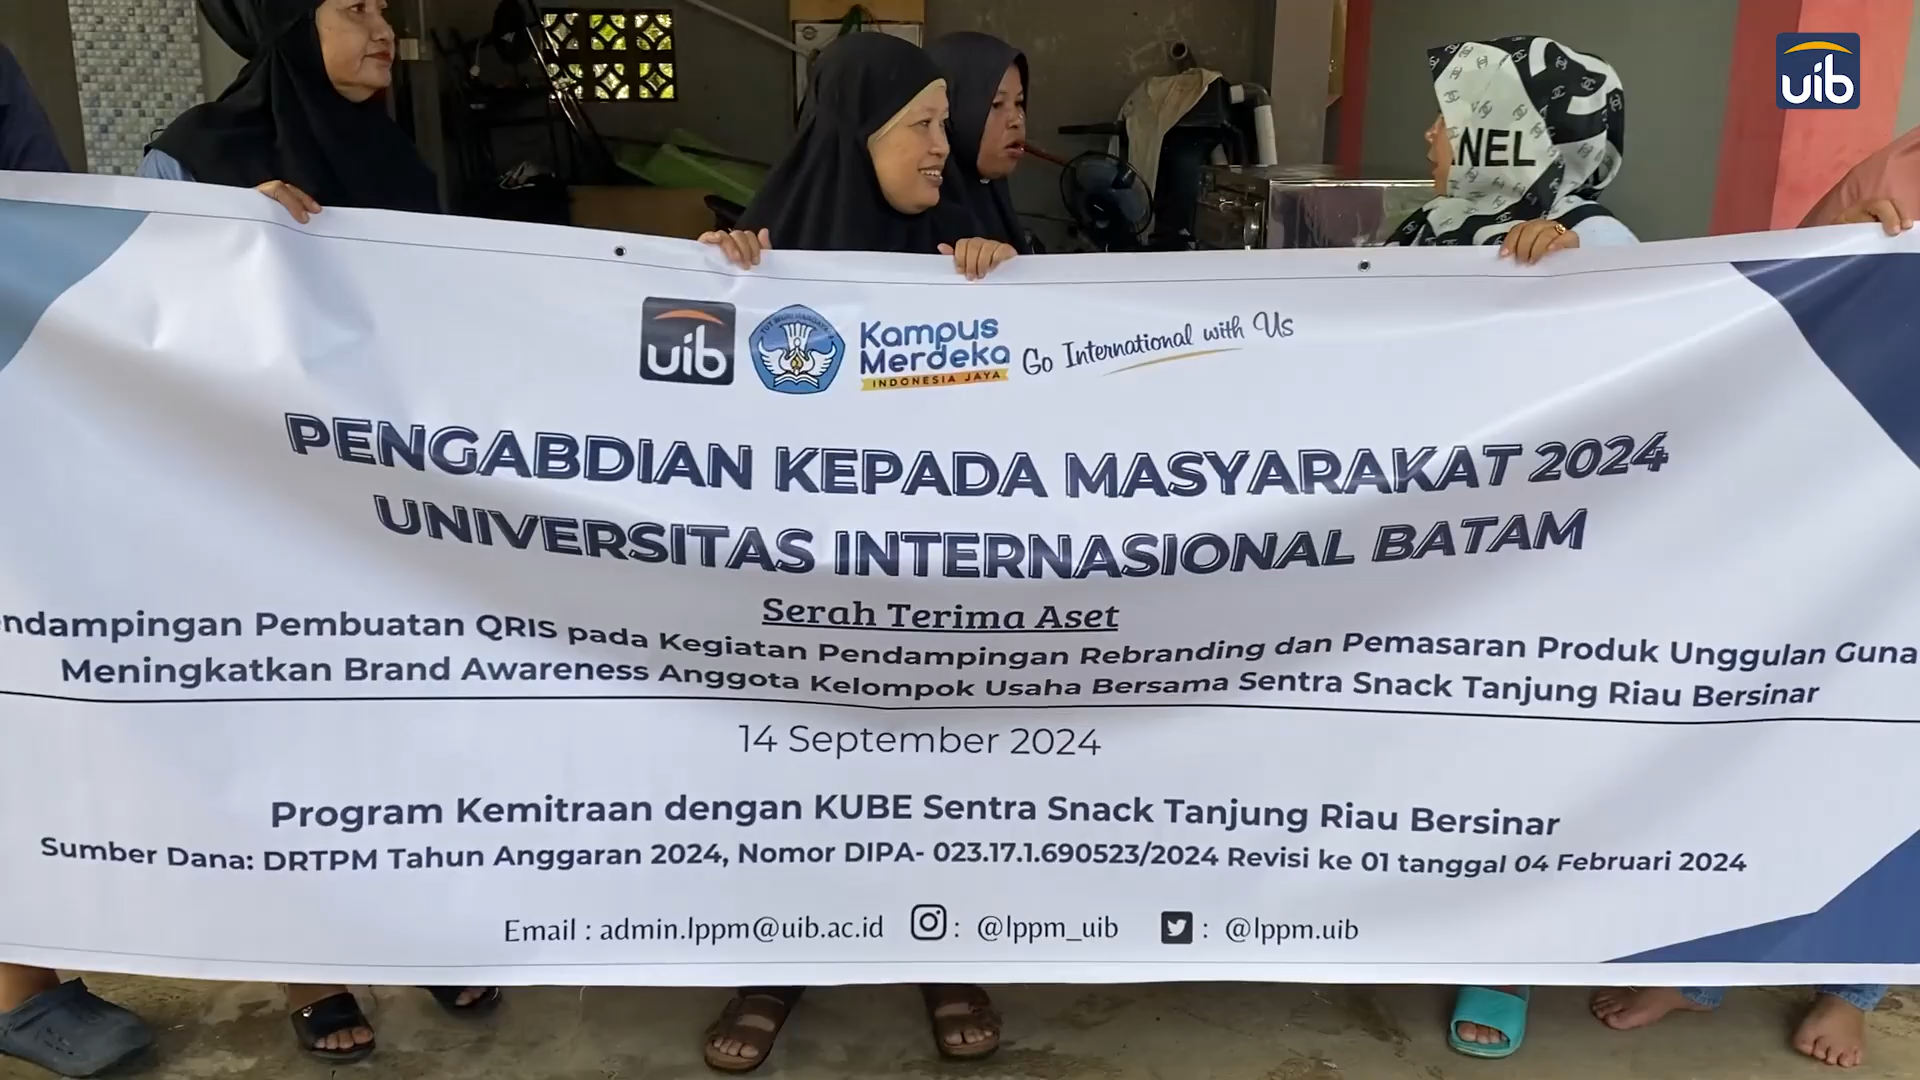 uib
NEL
uib
TUT WURI HANDAYANI
Kampus
Merdeka
INDONESIA JAYA
Go International with Us
PENGABDIAN KEPADA MASYARAKAT 2024
UNIVERSITAS INTERNASIONAL BATAM
Serah Terima Aset
ndampingan Pembuatan QRIS pada Kegiatan Pendampingan Rebranding dan Pemasaran Produk Unggulan Guna
Meningkatkan Brand Awareness Anggota Kelompok Usaha Bersama Sentra Snack Tanjung Riau Bersinar
14 September 2024
Program Kemitraan dengan KUBE Sentra Snack Tanjung Riau Bersinar
Sumber Dana: DRTPM Tahun Anggaran 2024, Nomor DIPA- 023.17.1.690523/2024 Revisi ke 01 tanggal 04 Februari 2024
Email : admin.lppm@uib.ac.id : @lppm_uib : @lppm.uib